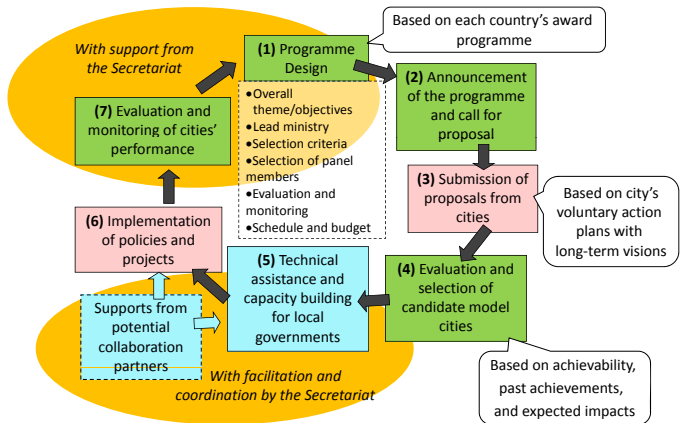 Based on each country's award
programme
With support from
the Secretariat
(1) Programme
Design
(2) Announcement
of the programme
and call for
proposal
(7) Evaluation and
monitoring of cities'
performance
•Overall
theme/objectives
•Lead ministry
•Selection criteria
•Selection of panel
members
•Evaluation and
monitoring
•Schedule and budget
(3) Submission of
proposals from
cities
Based on city's
voluntary action
plans with
long-term visions
(6) Implementation
of policies and
projects
(5) Technical
assistance and
capacity building
for local
governments
(4) Evaluation and
selection of
candidate model
cities
Supports from
potential
collaboration
partners
With facilitation and
coordination by the Secretariat
Based on achievability,
past achievements,
and expected impacts